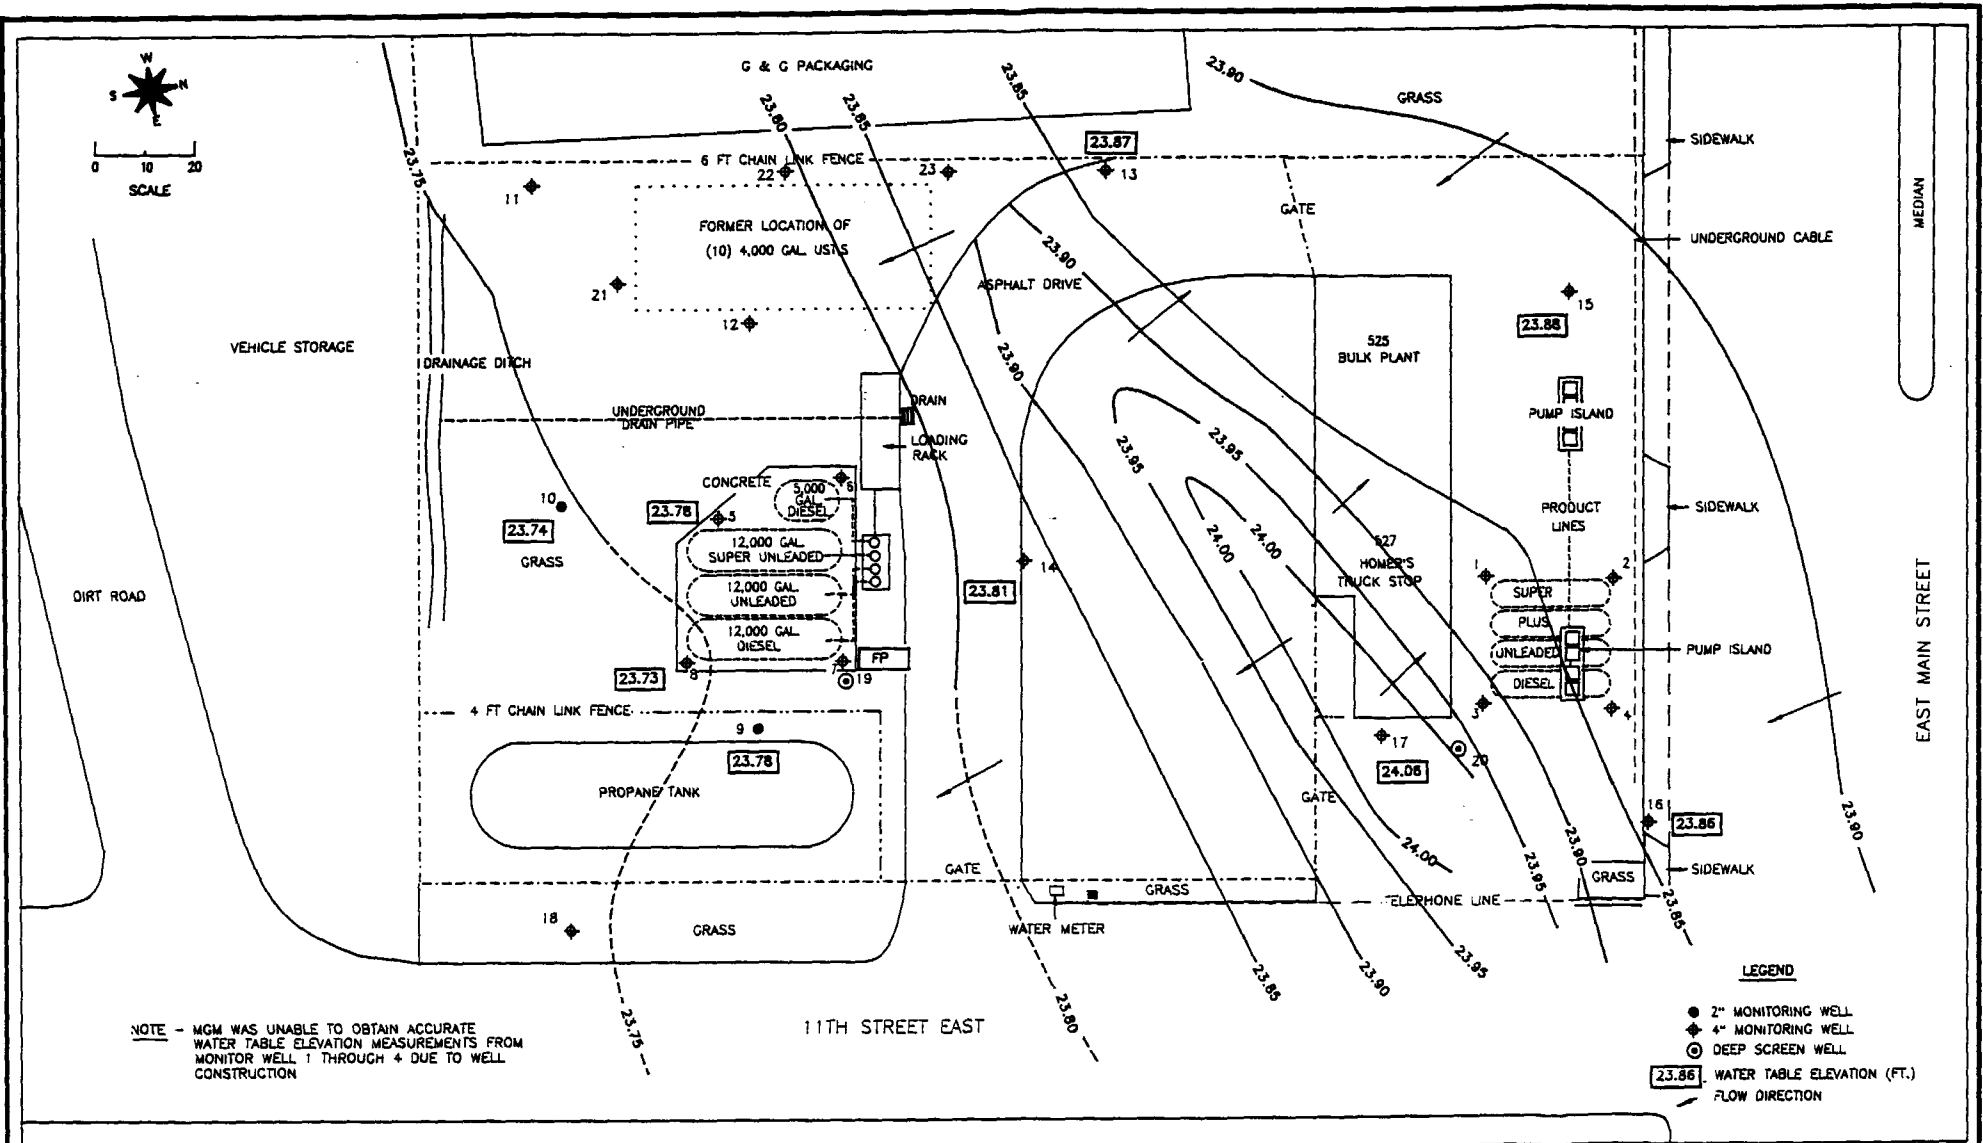 W
N
S
E
0 10 20
SCALE
G & G PACKAGING
23.90
GRASS
23.85
23.80
23.85
23.75
6 FT CHAIN LINK FENCE
23.87
SIDEWALK
MEDIAN
11
22
23
13
GATE
FORMER LOCATION OF
(10) 4,000 GAL. USTS
UNDERGROUND CABLE
23.90
ASPHALT DRIVE
21
12
15
23.88
VEHICLE STORAGE
DRAINAGE DITCH
525
BULK PLANT
23.90
UNDERGROUND
DRAIN PIPE
DRAIN
LOADING
RACK
PUMP ISLAND
23.95
23.95
CONCRETE
5,000
GAL.
DIESEL
6
10
23.74
GRASS
23.78
5
12,000 GAL.
SUPER UNLEADED
12,000 GAL.
UNLEADED
12,000 GAL.
DIESEL
24.00
24.00
PRODUCT
LINES
SIDEWALK
527
HOMER'S
TRUCK STOP
DIRT ROAD
14
23.81
1
2
SUPER
PLUS
UNLEADED
DIESEL
PUMP ISLAND
EAST MAIN STREET
FP
7
19
8
23.73
3
4
4 FT CHAIN LINK FENCE
9
23.78
17
24.06
20
PROPANE TANK
GATE
16
23.86
23.90
24.00
23.95
23.90
GATE
GRASS
GRASS
SIDEWALK
TELEPHONE LINE
23.85
18
GRASS
WATER METER
23.85
23.90
23.95
23.80
23.75
11TH STREET EAST
NOTE - MGM WAS UNABLE TO OBTAIN ACCURATE
WATER TABLE ELEVATION MEASUREMENTS FROM
MONITOR WELL 1 THROUGH 4 DUE TO WELL
CONSTRUCTION
LEGEND
2" MONITORING WELL
4" MONITORING WELL
DEEP SCREEN WELL
23.86 WATER TABLE ELEVATION (FT.)
FLOW DIRECTION